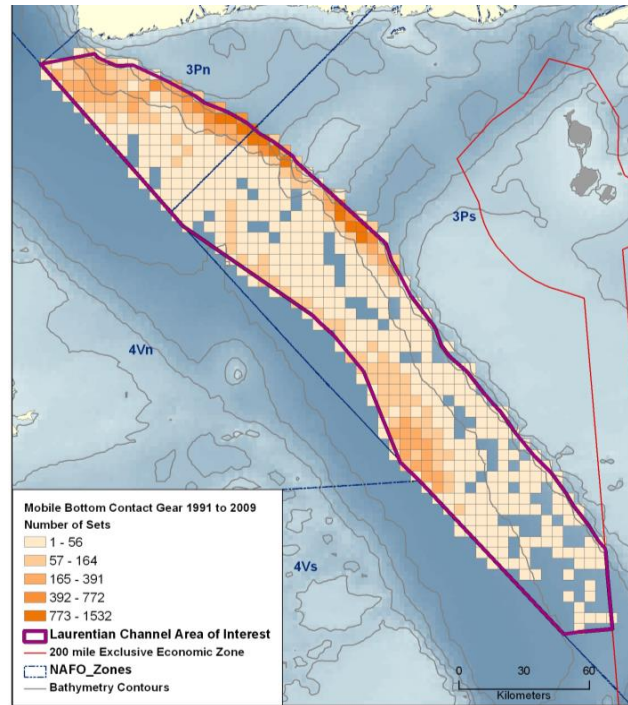 3Pn
3Ps
4Vn
4Vs
Mobile Bottom Contact Gear 1991 to 2009
Number of Sets
1 - 56
57 - 164
165 - 391
392 - 772
773 - 1532
Laurentian Channel Area of Interest
200 mile Exclusive Economic Zone
NAFO_Zones
Bathymetry Contours
0 30 60
Kilometers